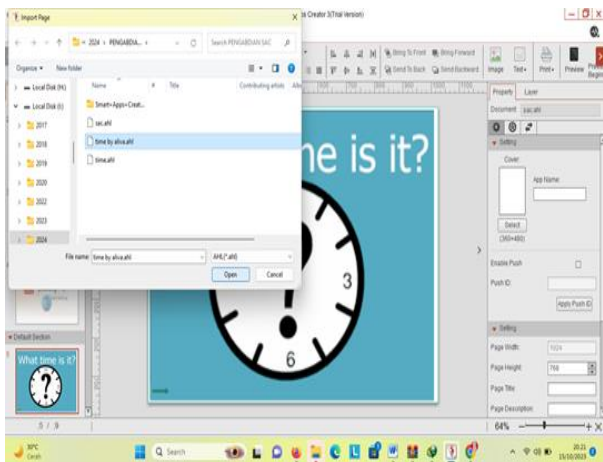 Import Page
s Creator 3(Trial Version)
2024 > PENGABDIA...
Search PENGABDIAN SAC
Organize
New folder
Local Disk (H:)
Local Disk (I:)
2017
2018
2019
2020
2022
2023
2024
Name
Title
Contributing artists
Smart+Apps+Creat...
sac.ahl
time by aliva.ahl
time.ahl
File name: time by aliva.ahl
AHL(*.ahl)
Open
Cancel
Bring To Front
Bring Forward
Send To Back
Send Backward
Image
Text
Print
Preview
Property
Layer
Document
sac.ahl
Setting
Cover:
App Name:
Select
Enable Push
Push ID:
Apply Push ID
Setting
Page Width:
1024
Page Height:
768
Page Title
Page Description:
me is it?
3
6
Default Section
What time is it?
5 / 9
64%
30°C
Cerah
Search
20:21
15/10/2023